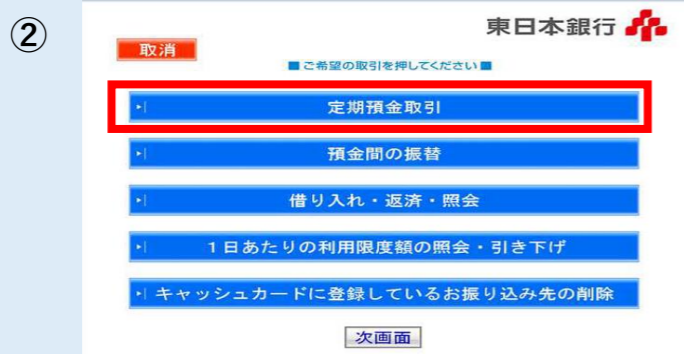 ②
東日本銀行
取消
■ご希望の取引を押してください■
定期預金取引
預金間の振替
借り入れ・返済・照会
1日あたりの利用限度額の照会・引き下げ
キャッシュカードに登録しているお振り込み先の削除
次画面